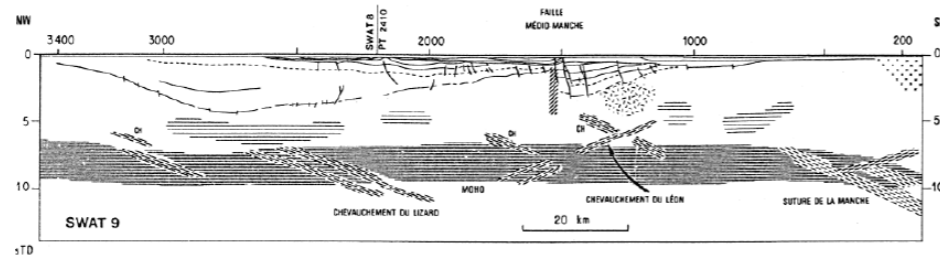 FAILLE
MÉDIO-MANCHE
NW
S
SWAT 8
PT 2410
3400 3000 2000 1000 200
0 0
5 5
10 10
CH
CH
CH
MOHO
CHEVAUCHEMENT DU LIZARD
CHEVAUCHEMENT DU LÉON
SUTURE DE LA MANCHE
SWAT 9
20 km
sTD